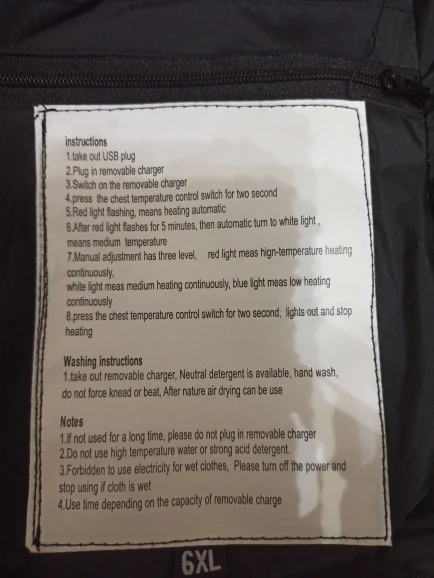 instructions
1.take out USB plug
2.Plug in removable charger
3.Switch on the removable charger
4.press the chest temperature control switch for two second
5.Red light flashing, means heating automatic
6.After red light flashes for 5 minutes, then automatic turn to white light ,
means medium temperature
7.Manual adjustment has three level, red light meas hign-temperature heating
continuously,
white light meas medium heating continuously, blue light meas low heating
continuously
8.press the chest temperature control switch for two second, lights out and stop
heating
Washing instructions
1.take out removable charger, Neutral detergent is available, hand wash,
do not force knead or beat, After nature air drying can be use
Notes
1.If not used for a long time, please do not plug in removable charger
2.Do not use high temperature water or strong acid detergent.
3.Forbidden to use electricity for wet clothes, Please turn off the power and
stop using if cloth is wet
4.Use time depending on the capacity of removable charge
6XL